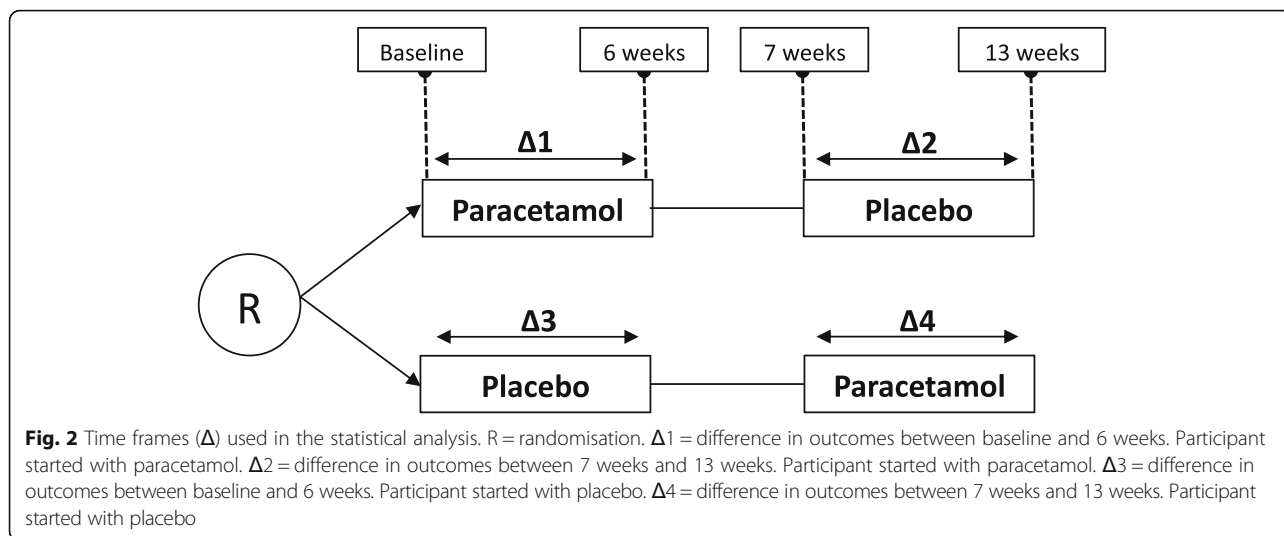 Baseline 6 weeks 7 weeks 13 weeks
Δ1 Δ2
Paracetamol Placebo
R
Δ3 Δ4
Placebo Paracetamol
Fig. 2 Time frames (Δ) used in the statistical analysis. R = randomisation. Δ1 = difference in outcomes between baseline and 6 weeks. Participant
started with paracetamol. Δ2 = difference in outcomes between 7 weeks and 13 weeks. Participant started with paracetamol. Δ3 = difference in
outcomes between baseline and 6 weeks. Participant started with placebo. Δ4 = difference in outcomes between 7 weeks and 13 weeks. Participant
started with placebo